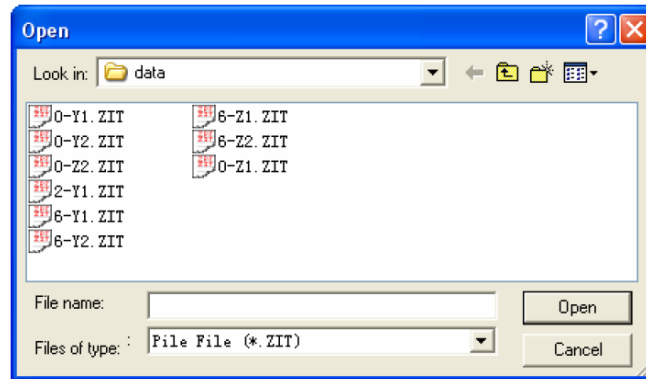 Open
Look in: data
0-Y1.ZIT
0-Y2.ZIT
0-Z2.ZIT
2-Y1.ZIT
6-Y1.ZIT
6-Y2.ZIT
6-Z1.ZIT
6-Z2.ZIT
0-Z1.ZIT
File name:
Open
Files of type: : Pile File (*.ZIT)
Cancel